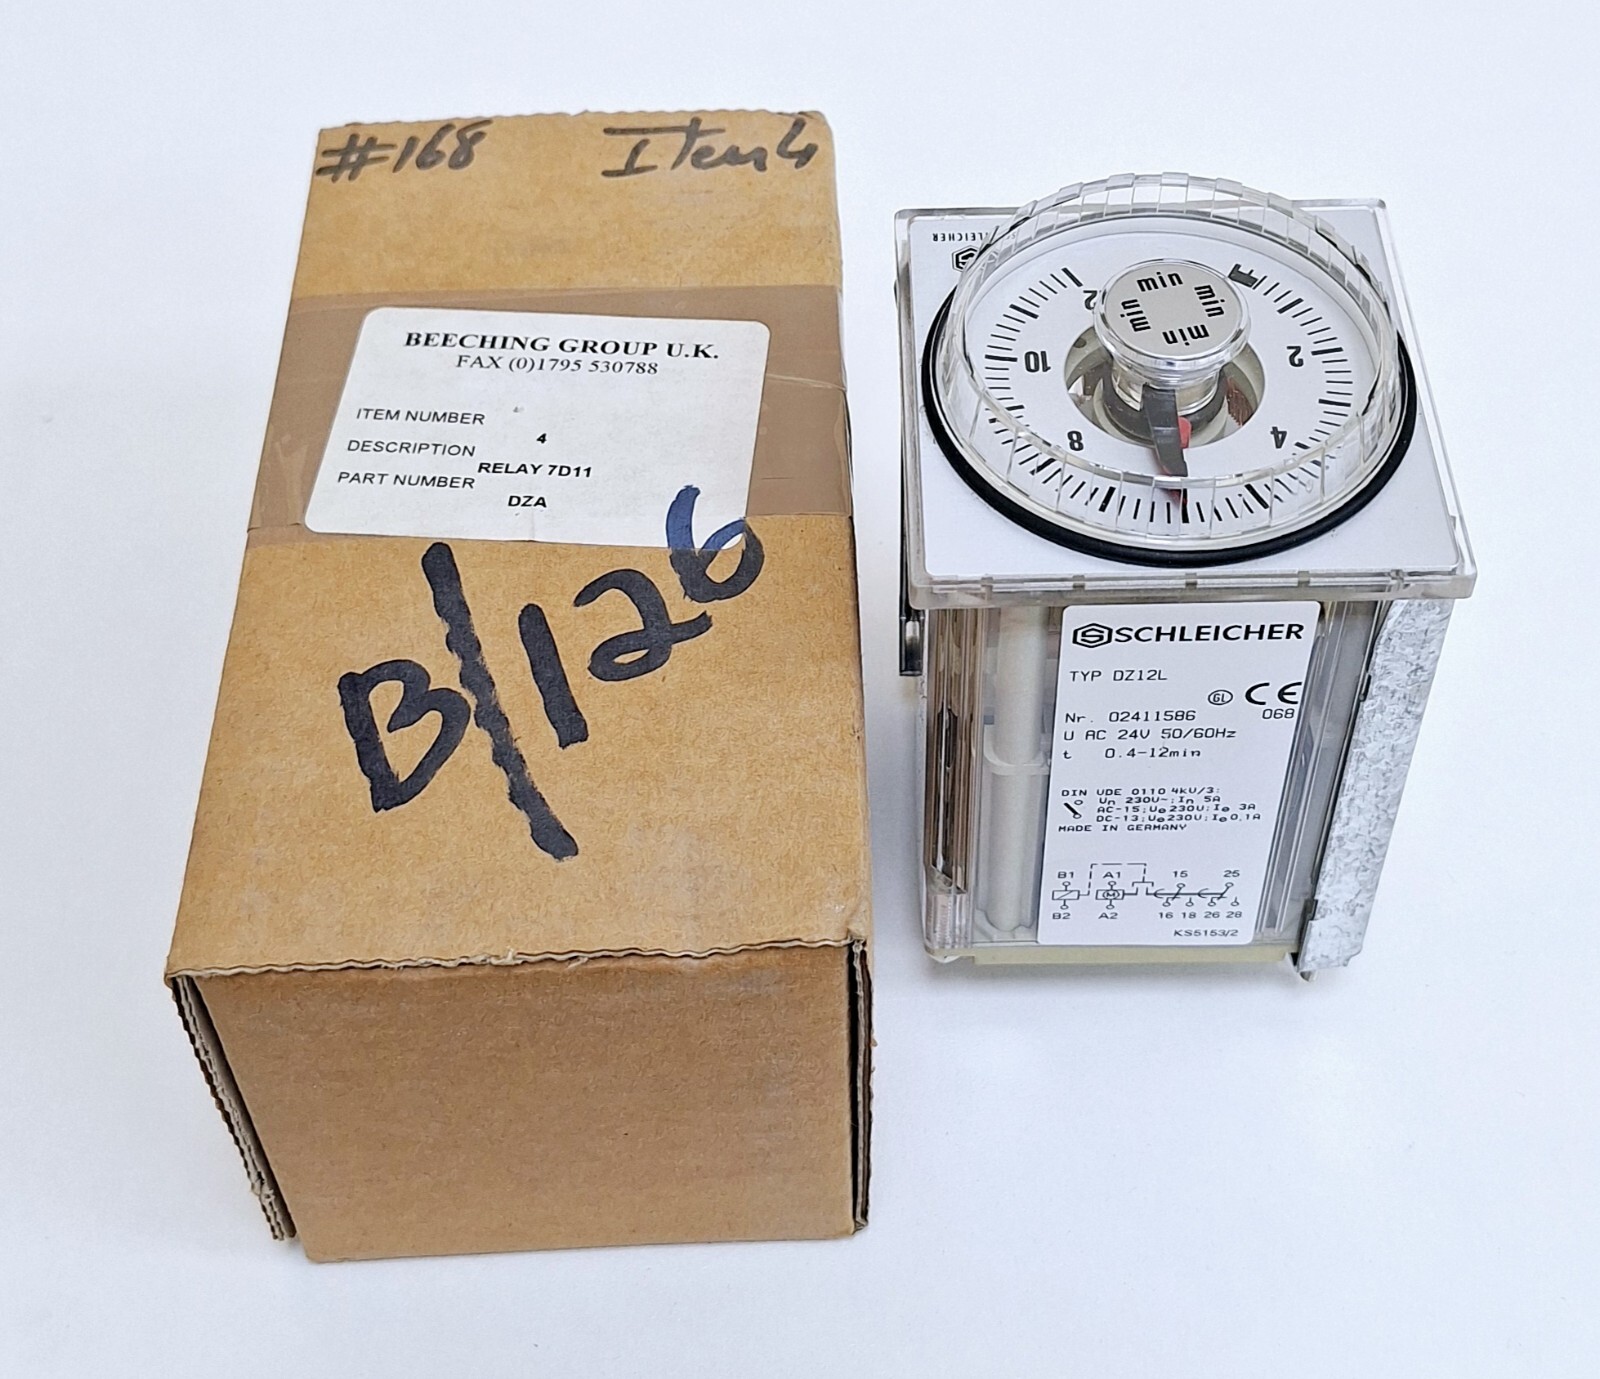 #168 Item 4
BEECHING GROUP U.K.
FAX (0)1795 530788
ITEM NUMBER
4
DESCRIPTION
RELAY 7D11
PART NUMBER
DZA
B/126
SCHLEICHER
min
min
min
min
2
4
8
10
12
SCHLEICHER
TYP DZ12L
GL CE
Nr. 02411586 068
U AC 24V 50/60Hz
t 0.4-12min
DIN VDE 0110 4kV/3:
Un 230V~; In 5A
AC-15; Ue 230V; Ie 3A
DC-13; Ue 230V; Ie 0,1A
MADE IN GERMANY
B1 A1 15 25
M
B2 A2 16 18 26 28
KS5153/2